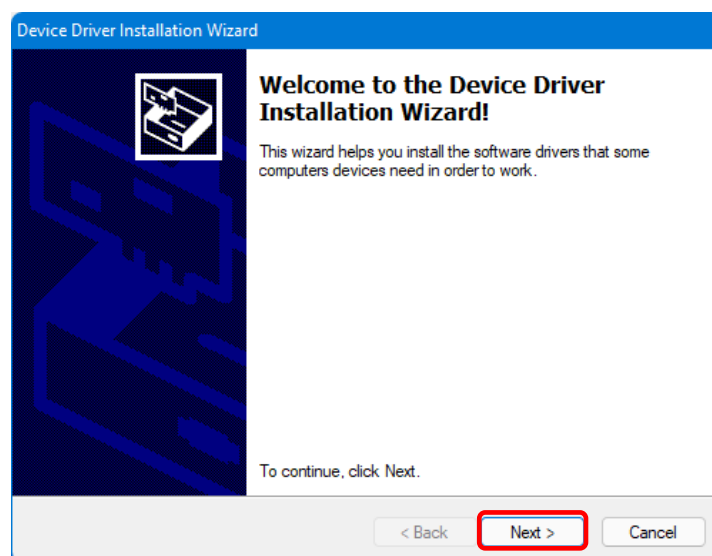 Device Driver Installation Wizard
Welcome to the Device Driver
Installation Wizard!
This wizard helps you install the software drivers that some
computers devices need in order to work.
To continue, click Next.
< Back
Next >
Cancel